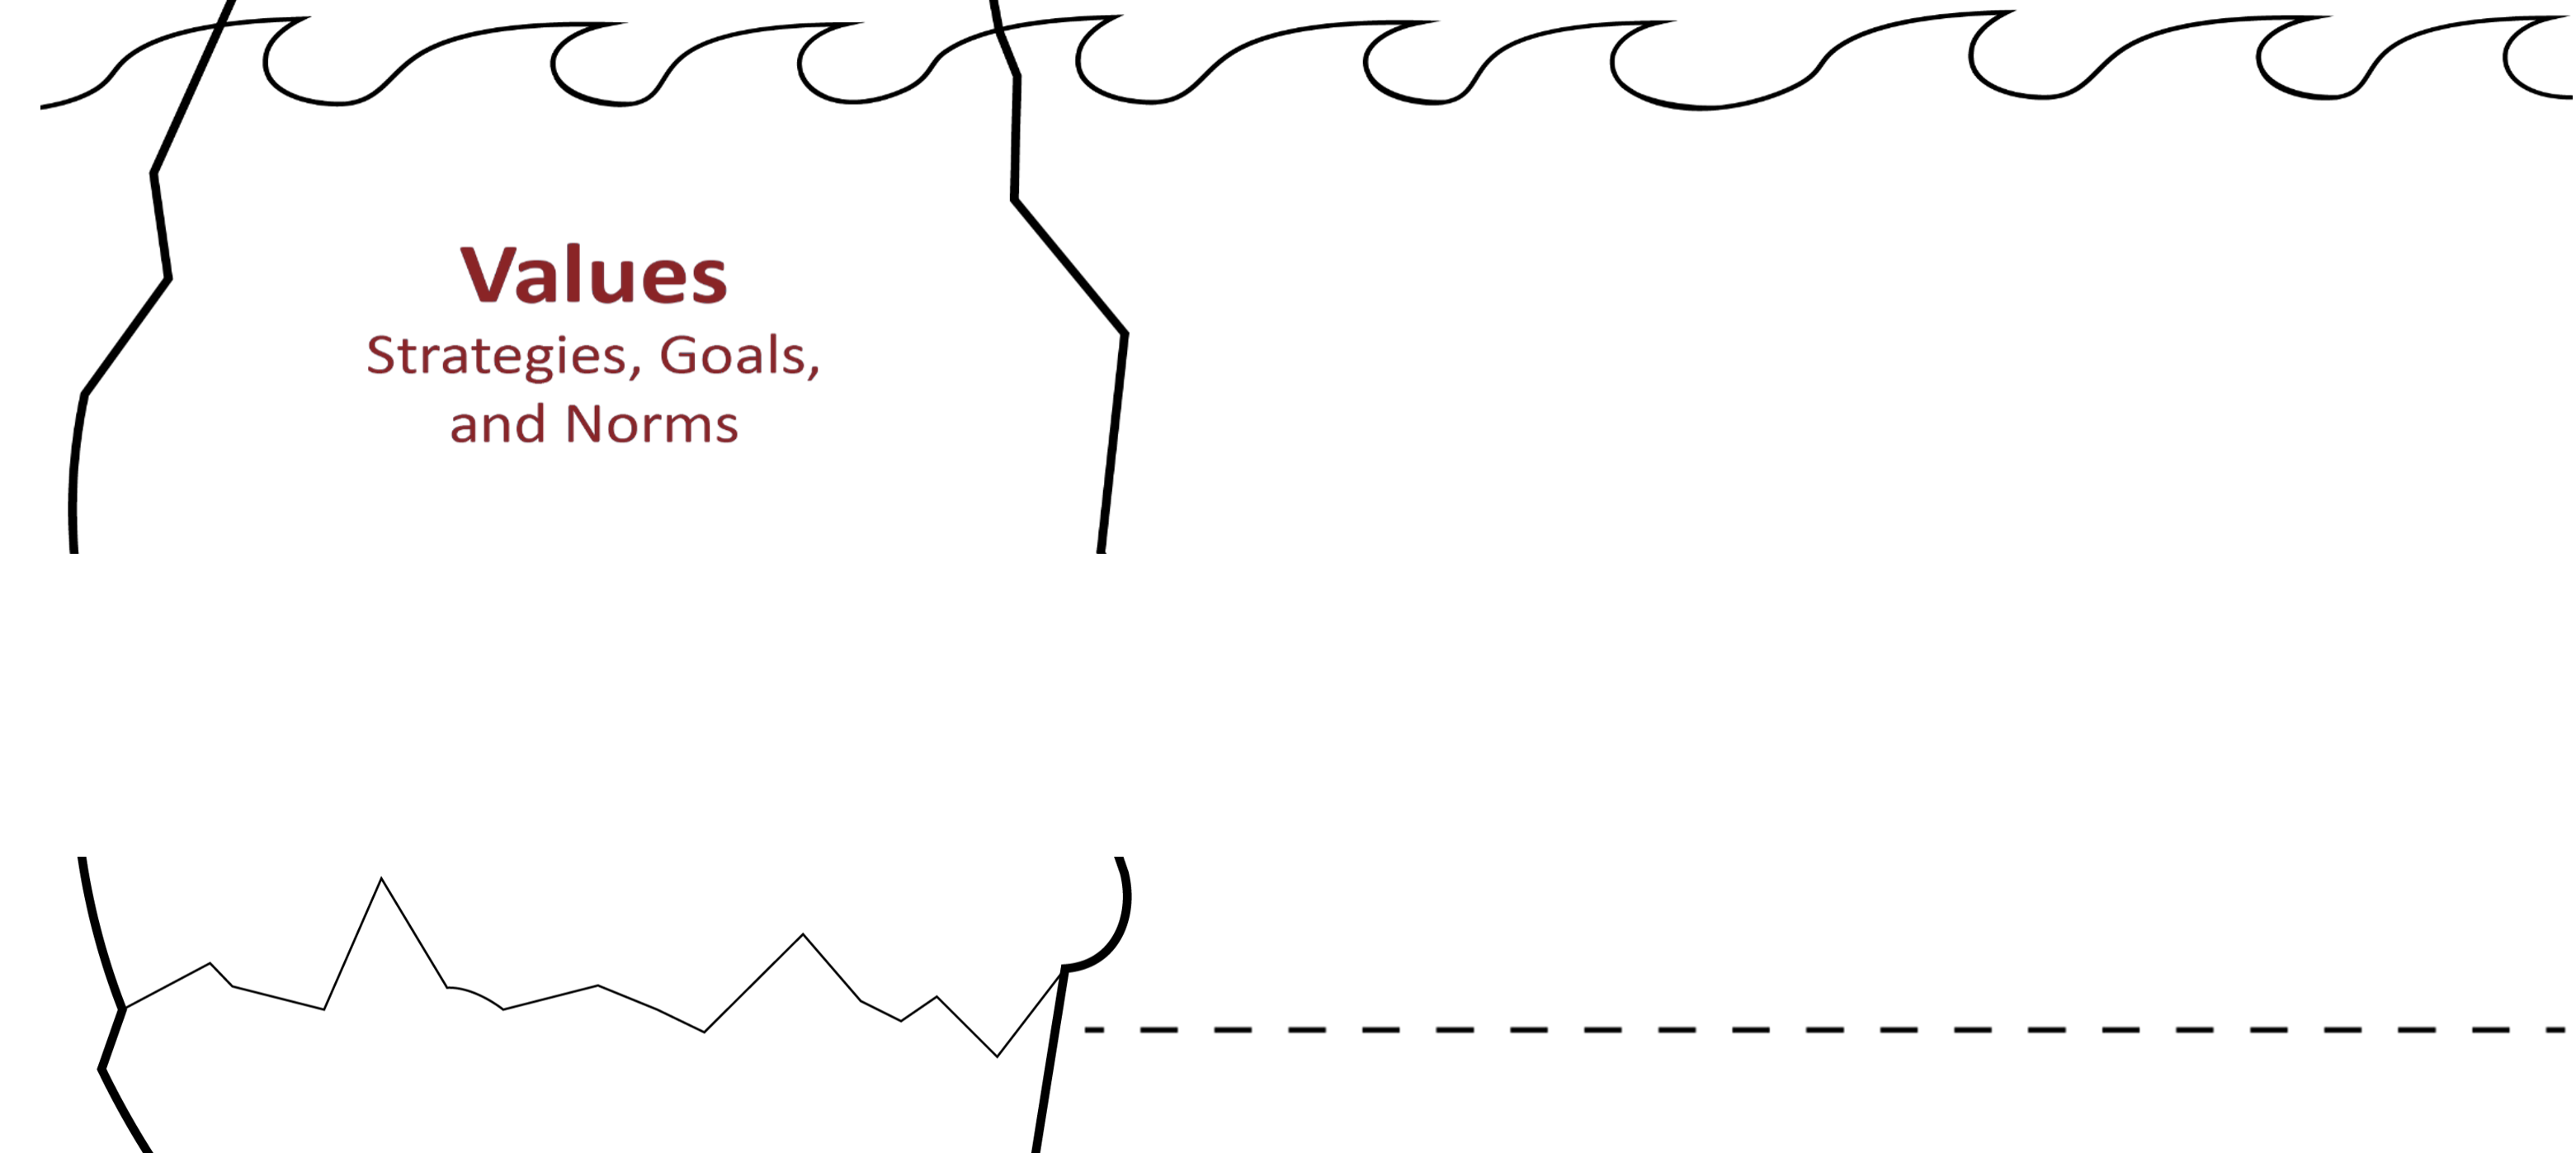 Values
Strategies, Goals,
and Norms